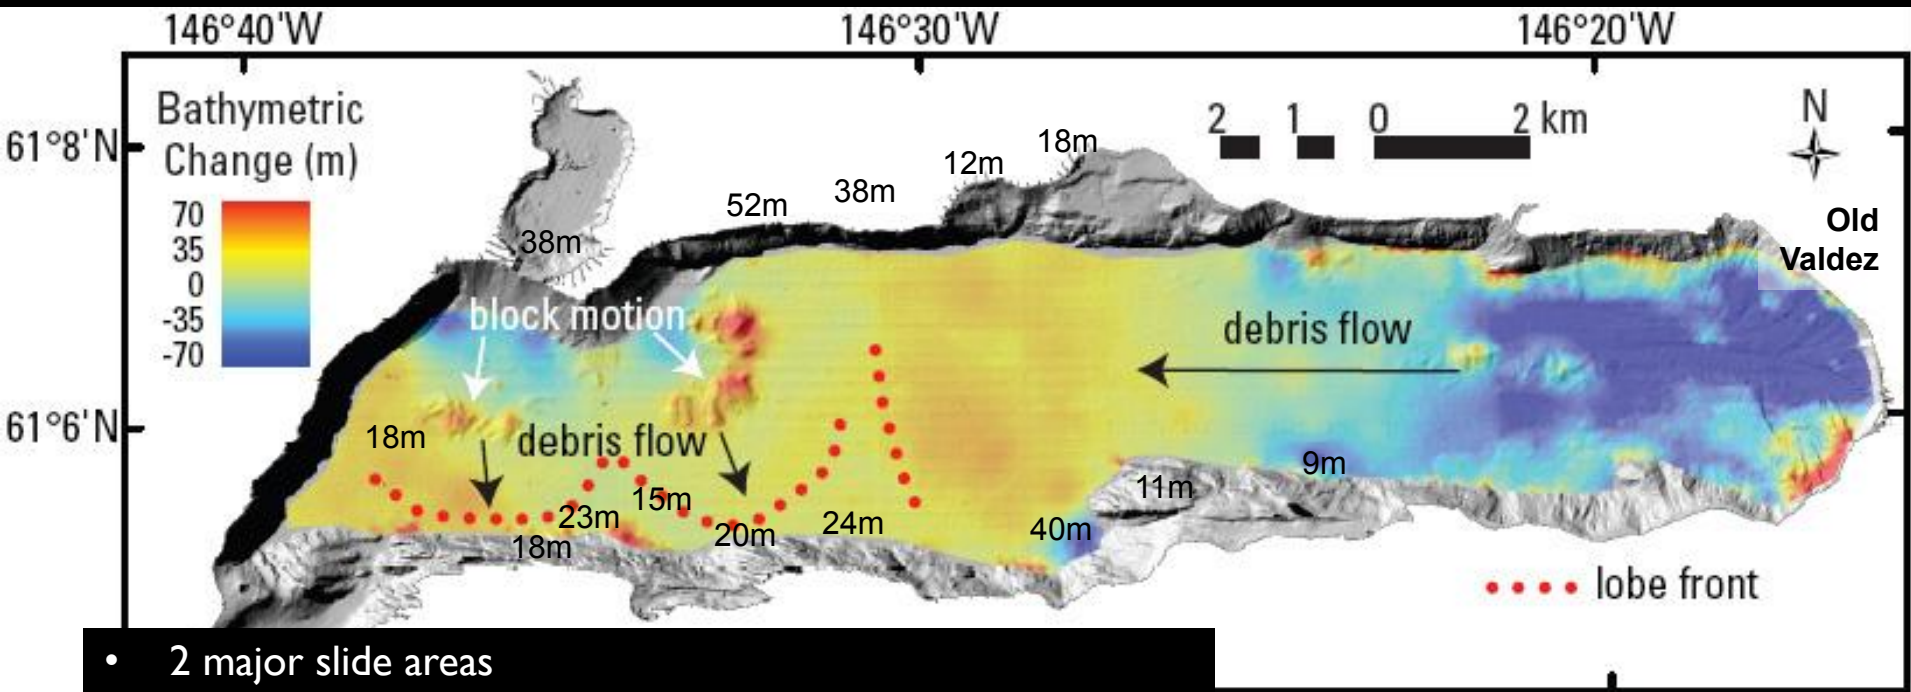 146°40'W 146°30'W 146°20'W
Bathymetric
Change (m)
70
35
0
-35
-70
61°8'N
61°6'N
2 1 0 2 km
N
Old
Valdez
18m
12m
38m
52m
38m
block motion
debris flow
18m
debris flow
9m
15m
11m
23m
24m
20m
40m
18m
lobe front
• 2 major slide areas